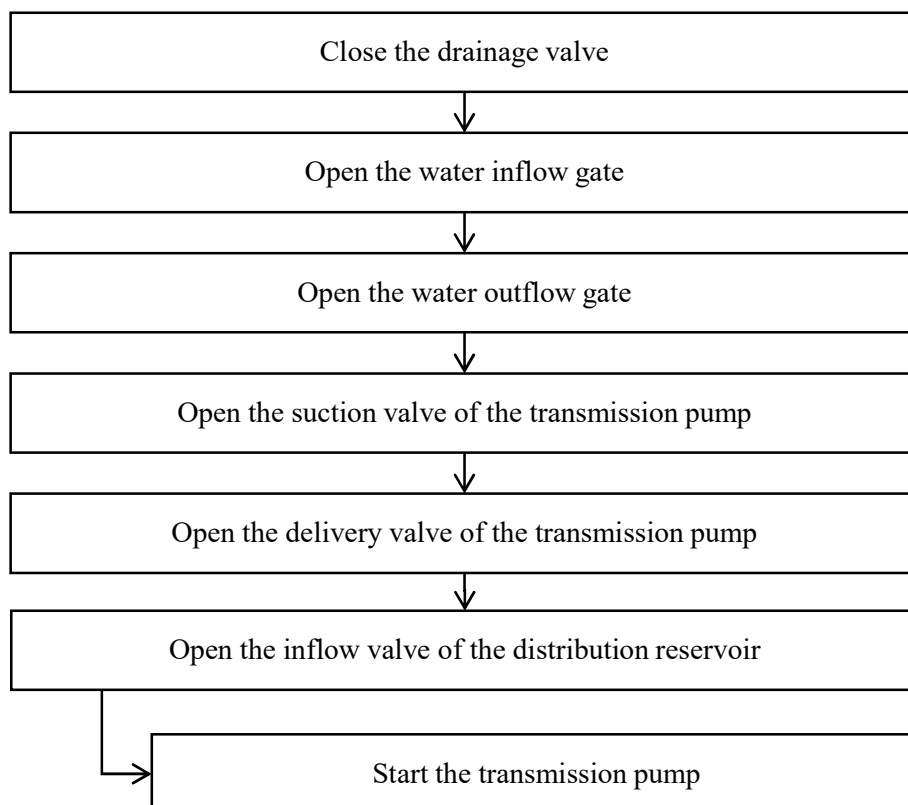 Close the drainage valve
Open the water inflow gate
Open the water outflow gate
Open the suction valve of the transmission pump
Open the delivery valve of the transmission pump
Open the inflow valve of the distribution reservoir
Start the transmission pump